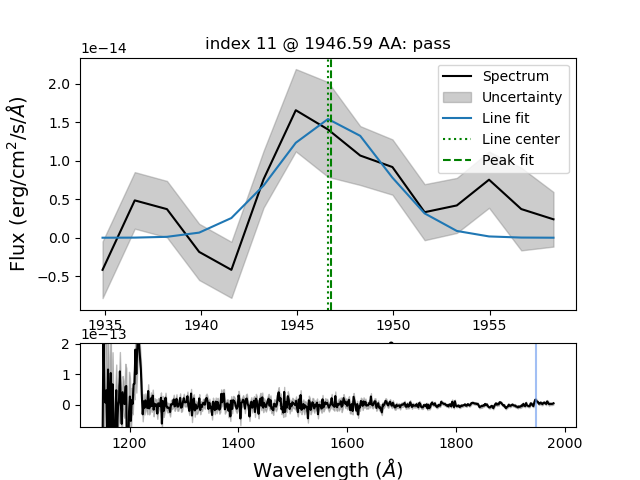 index 11 @ 1946.59 AA: pass
1e−14
Flux (erg/cm²/s/Å)
2.0
1.5
1.0
0.5
0.0
−0.5
Spectrum
Uncertainty
Line fit
Line center
Peak fit
1935 1940 1945 1950 1955
1e−13
2
1
0
1200 1400 1600 1800 2000
Wavelength (Å)